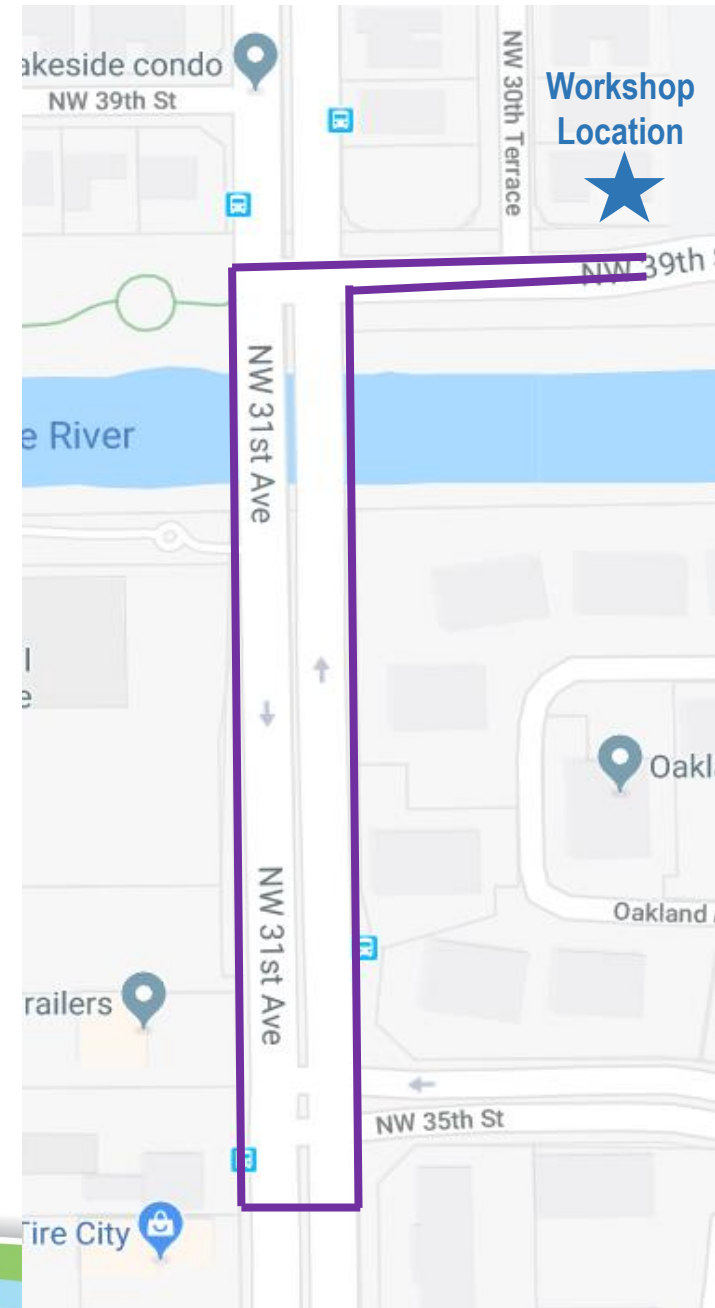 akeside condo
NW 39th St
NW 30th Terrace
Workshop
Location
NW 39th
NW 31st Ave
e River
l
e
Oakl
NW 31st Ave
Oakland
railers
NW 35th St
Tire City